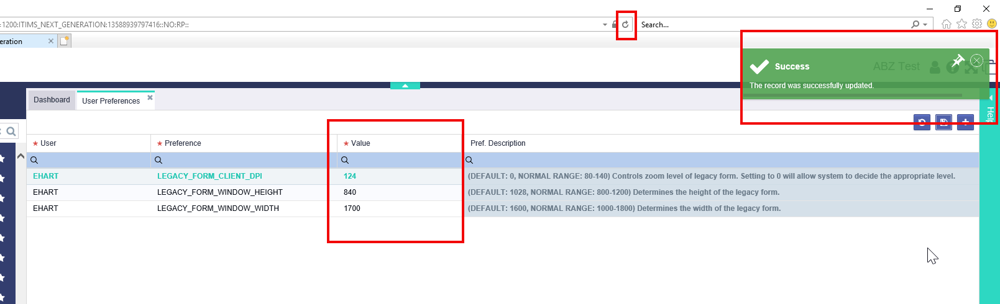 =1200:ITIMS_NEXT_GENERATION:13588939797416::NO:RP::
Search...
eration
ABZ Test
Success
The record was successfully updated.
Dashboard
User Preferences
Help
* User
* Preference
* Value
Pref. Description
EHART
LEGACY_FORM_CLIENT_DPI
124
(DEFAULT: 0, NORMAL RANGE: 80-140) Controls zoom level of legacy form. Setting to 0 will allow system to decide the appropriate level.
EHART
LEGACY_FORM_WINDOW_HEIGHT
840
(DEFAULT: 1028, NORMAL RANGE: 800-1200) Determines the height of the legacy form.
EHART
LEGACY_FORM_WINDOW_WIDTH
1700
(DEFAULT: 1600, NORMAL RANGE: 1000-1800) Determines the width of the legacy form.